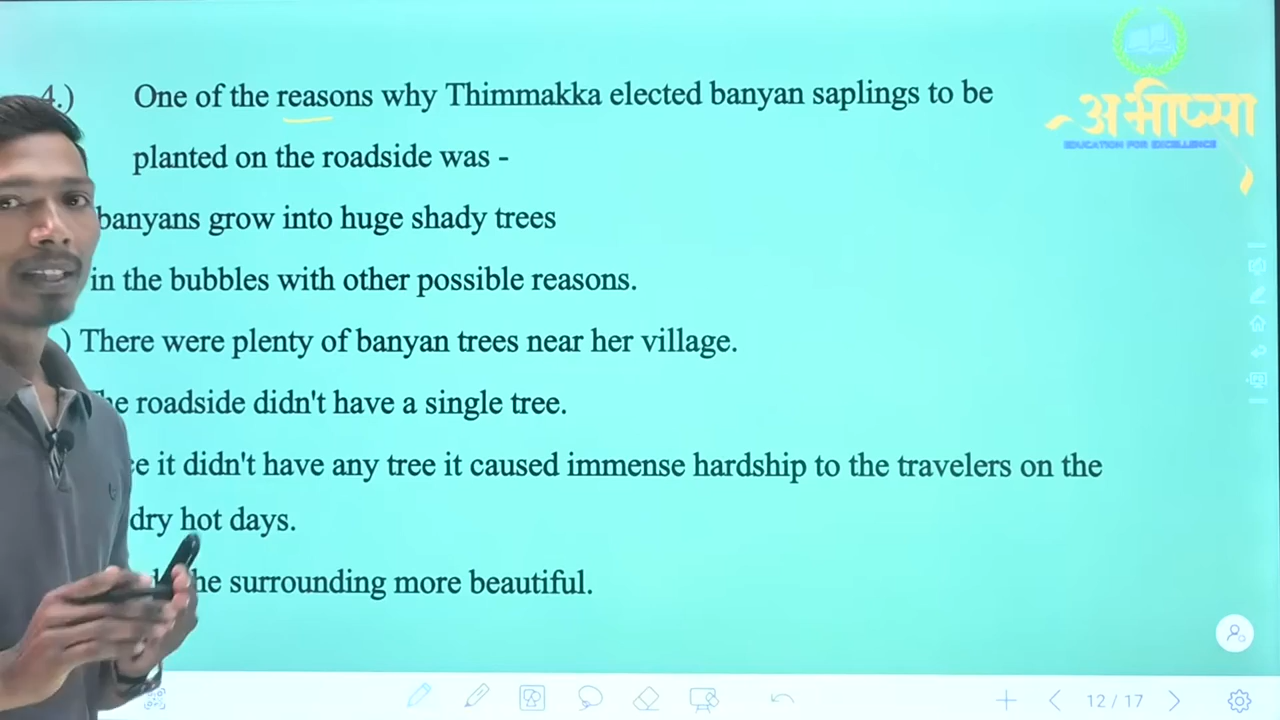 4.) One of the reasons why Thimmakka elected banyan saplings to be
planted on the roadside was -
banyans grow into huge shady trees
in the bubbles with other possible reasons.
) There were plenty of banyan trees near her village.
he roadside didn't have a single tree.
it didn't have any tree it caused immense hardship to the travelers on the
dry hot days.
he surrounding more beautiful.
अभीप्सा
EDUCATION FOR EXCELLENCE
12 / 17